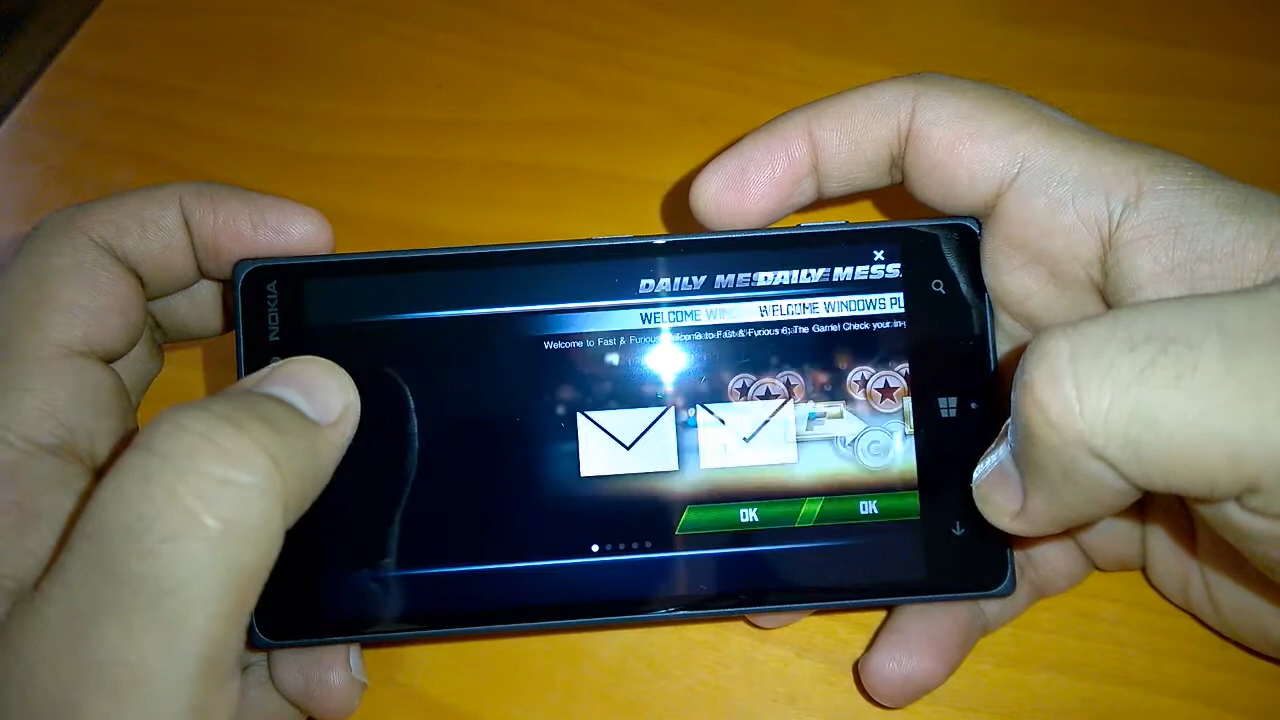 NOKIA
DAILY MES DAILY MESS
WELCOME WIN WELCOME WINDOWS PL
Welcome to Fast & Furious Welcome to Fast & Furious 6: The Game! Check your in-g
OK OK